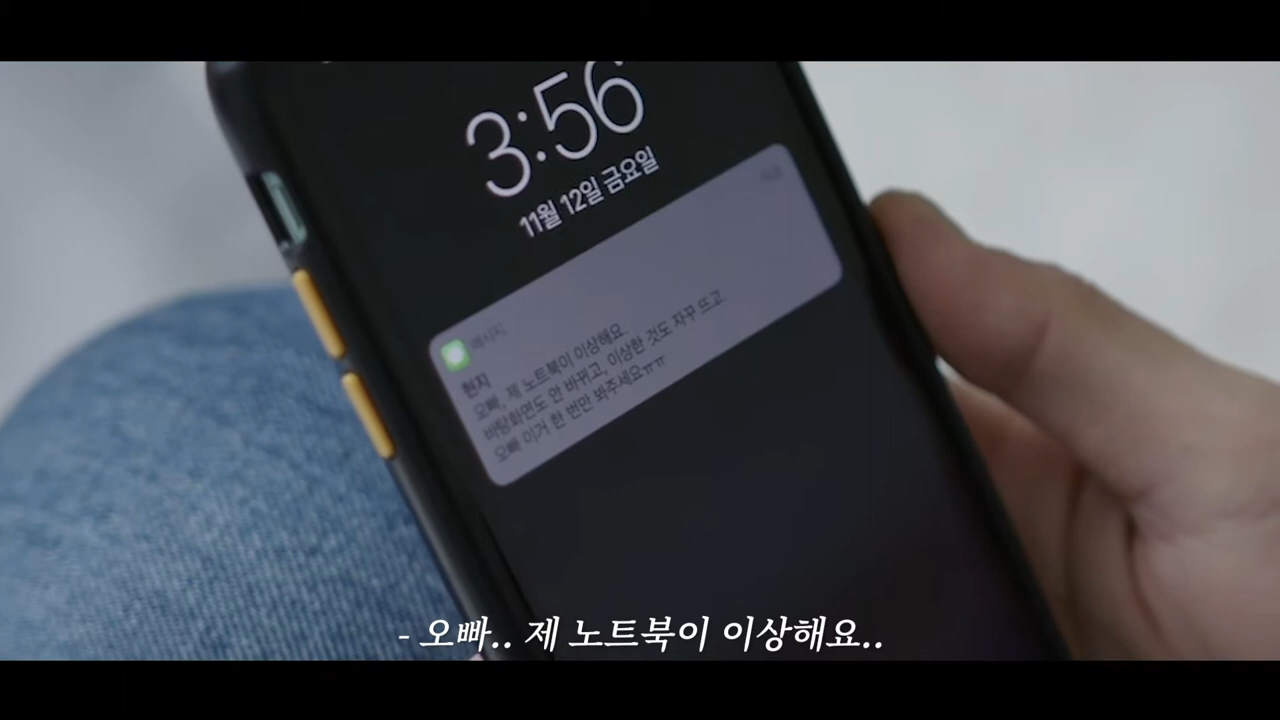 3:56
11월 12일 금요일
메시지
현지
오빠, 제 노트북이 이상해요.
바탕화면도 안 바뀌고, 이상한 것도 자꾸 뜨고
오빠 이거 한 번만 봐주세요ㅠㅠ
- 오빠.. 제 노트북이 이상해요..